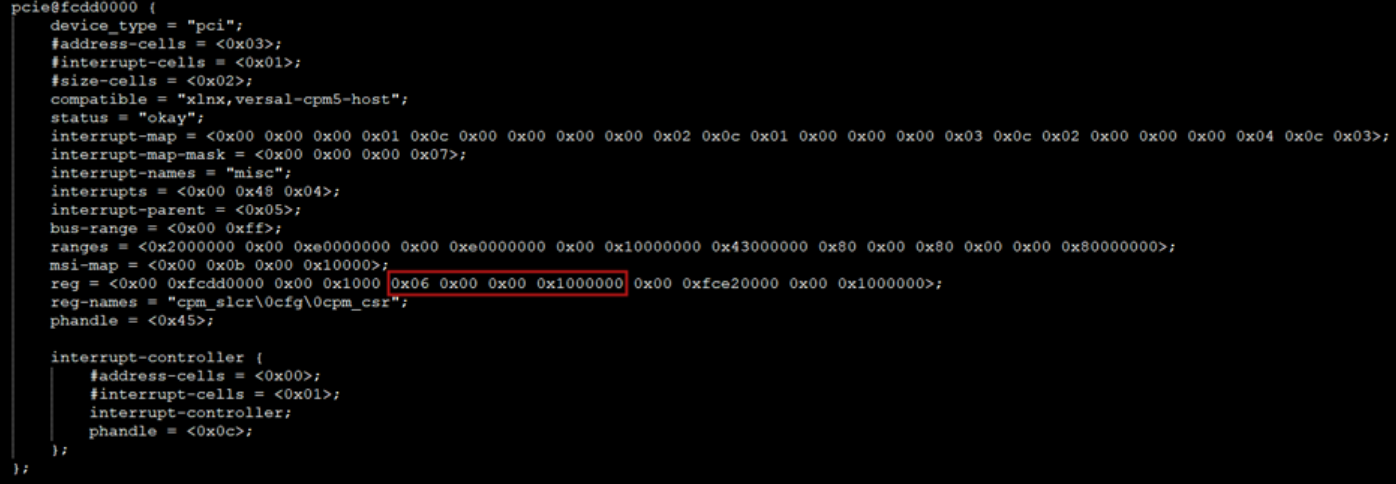 pcie@fcdd0000 {
device_type = "pci";
#address-cells = <0x03>;
#interrupt-cells = <0x01>;
#size-cells = <0x02>;
compatible = "xlnx,versal-cpm5-host";
status = "okay";
interrupt-map = <0x00 0x00 0x00 0x01 0x0c 0x00 0x00 0x00 0x00 0x02 0x0c 0x01 0x00 0x00 0x00 0x03 0x0c 0x02 0x00 0x00 0x00 0x04 0x0c 0x03>;
interrupt-map-mask = <0x00 0x00 0x00 0x07>;
interrupt-names = "misc";
interrupts = <0x00 0x48 0x04>;
interrupt-parent = <0x05>;
bus-range = <0x00 0xff>;
ranges = <0x2000000 0x00 0xe0000000 0x00 0xe0000000 0x00 0x10000000 0x43000000 0x80 0x00 0x80 0x00 0x00 0x80000000>;
msi-map = <0x00 0x0b 0x00 0x10000>;
reg = <0x00 0xfcdd0000 0x00 0x1000 0x06 0x00 0x00 0x1000000 0x00 0xfce20000 0x00 0x1000000>;
reg-names = "cpm_slcr\0cfg\0cpm_csr";
phandle = <0x45>;
interrupt-controller {
#address-cells = <0x00>;
#interrupt-cells = <0x01>;
interrupt-controller;
phandle = <0x0c>;
};
};